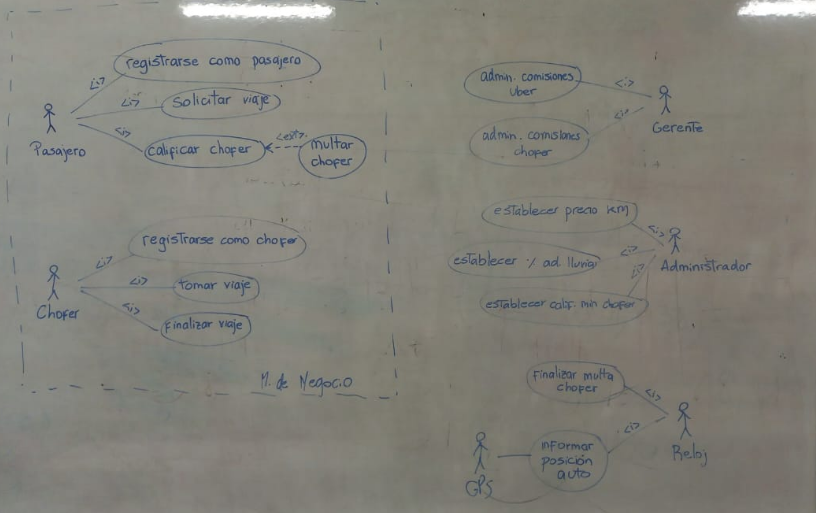 registrarse como pasajero
<i>
solicitar viaje
<i>
<i>
calificar chofer
<ext>
multar
chofer
Pasajero
registrarse como chofer
<i>
tomar viaje
<i>
<i>
finalizar viaje
Chofer
M. de Negocio
admin. comisiones
Uber
<i>
admin. comisiones
chofer
<i>
Gerente
establecer precio KM
<i>
establecer % ad. lluvia
<i>
establecer calif. min chofer
<i>
Administrador
Finalizar multa
chofer
<i>
informar
posición
auto
<i>
Reloj
GPS